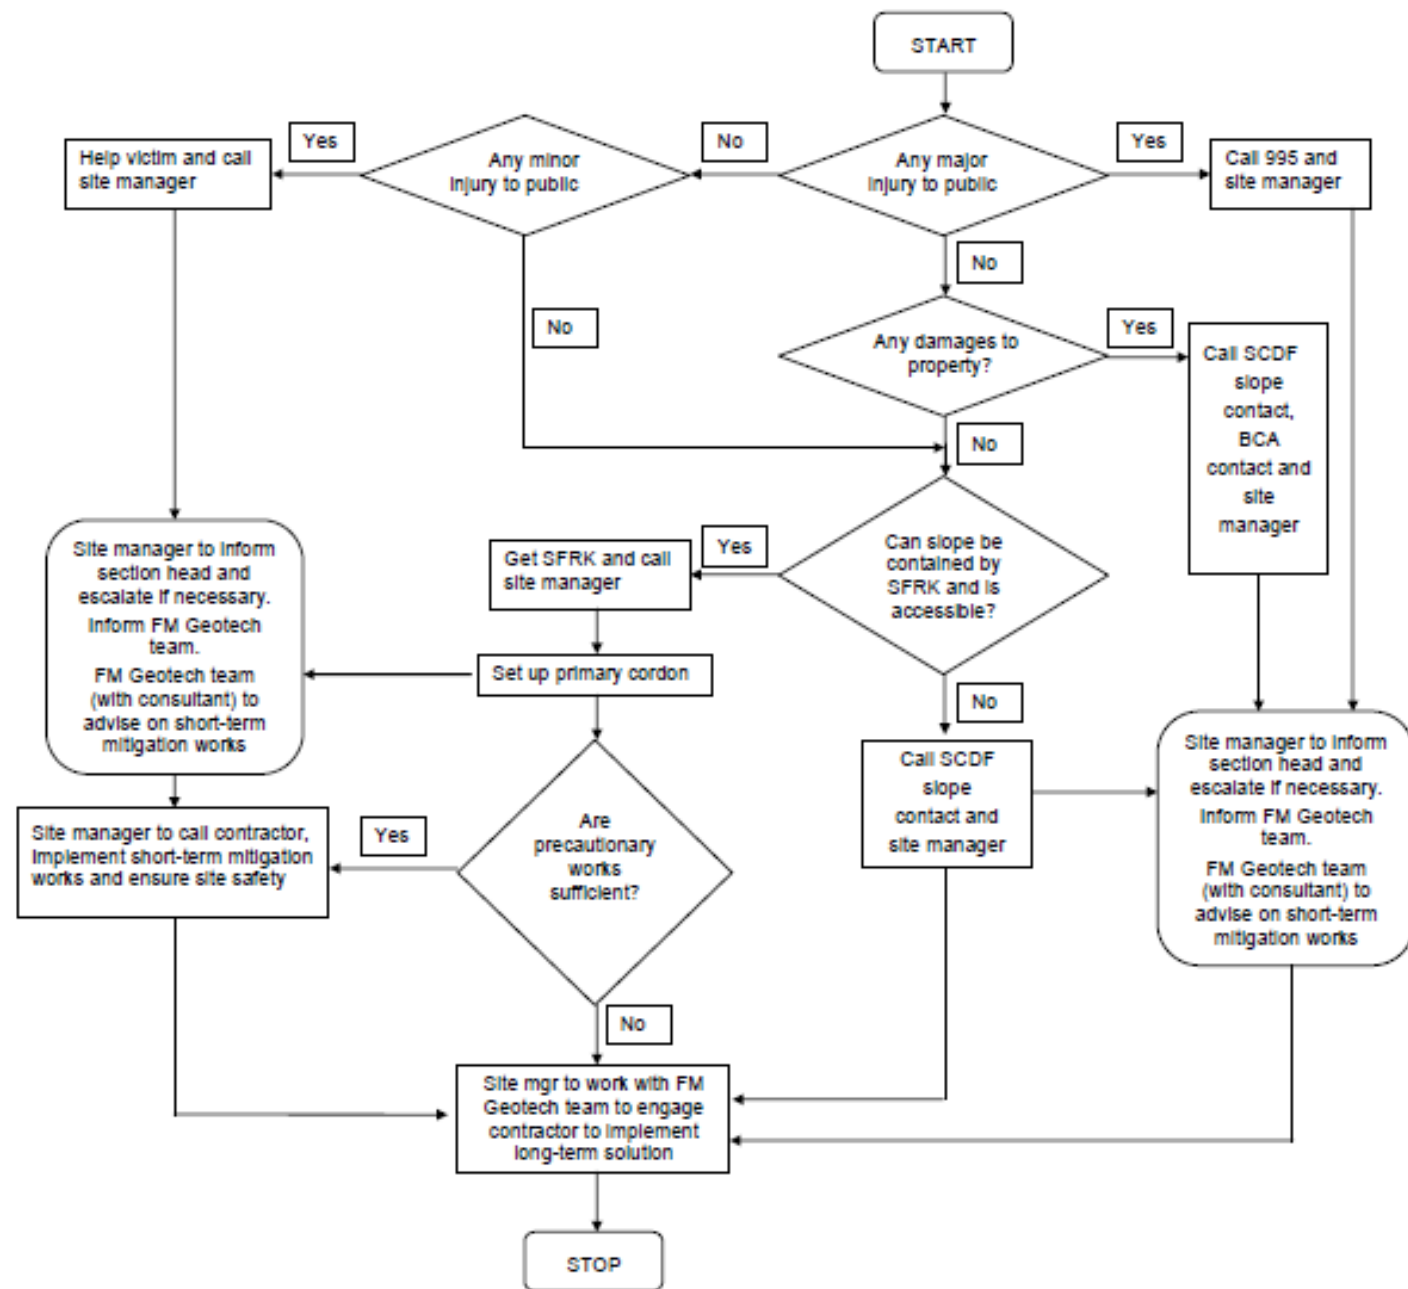 START
Any major
injury to public
Yes
Call 995 and
site manager
No
Any minor
injury to public
Yes
Help victim and call
site manager
No
No
Any damages to
property?
Yes
Call SCDF
slope
contact,
BCA
contact and
site
manager
No
Can slope be
contained by
SFRK and is
accessible?
Yes
Get SFRK and call
site manager
Set up primary cordon
Site manager to inform
section head and
escalate if necessary.
Inform FM Geotech
team.
FM Geotech team
(with consultant) to
advise on short-term
mitigation works
No
Call SCDF
slope
contact and
site manager
Site manager to inform
section head and
escalate if necessary.
Inform FM Geotech
team.
FM Geotech team
(with consultant) to
advise on short-term
mitigation works
Are
precautionary
works
sufficient?
Yes
Site manager to call contractor,
implement short-term mitigation
works and ensure site safety
No
Site mgr to work with FM
Geotech team to engage
contractor to implement
long-term solution
STOP